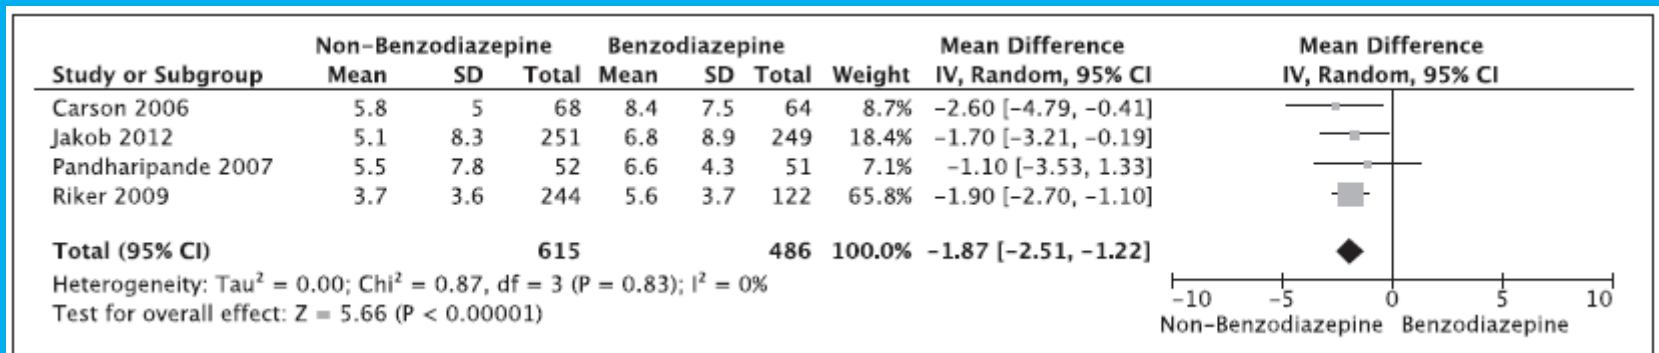 Non-Benzodiazepine Benzodiazepine Mean Difference Mean Difference
Study or Subgroup Mean SD Total Mean SD Total Weight IV, Random, 95% CI IV, Random, 95% CI
Carson 2006 5.8 5 68 8.4 7.5 64 8.7% −2.60 [−4.79, −0.41]
Jakob 2012 5.1 8.3 251 6.8 8.9 249 18.4% −1.70 [−3.21, −0.19]
Pandharipande 2007 5.5 7.8 52 6.6 4.3 51 7.1% −1.10 [−3.53, 1.33]
Riker 2009 3.7 3.6 244 5.6 3.7 122 65.8% −1.90 [−2.70, −1.10]
Total (95% CI) 615 486 100.0% −1.87 [−2.51, −1.22]
Heterogeneity: Tau² = 0.00; Chi² = 0.87, df = 3 (P = 0.83); I² = 0%
Test for overall effect: Z = 5.66 (P < 0.00001)
−10 −5 0 5 10
Non-Benzodiazepine Benzodiazepine